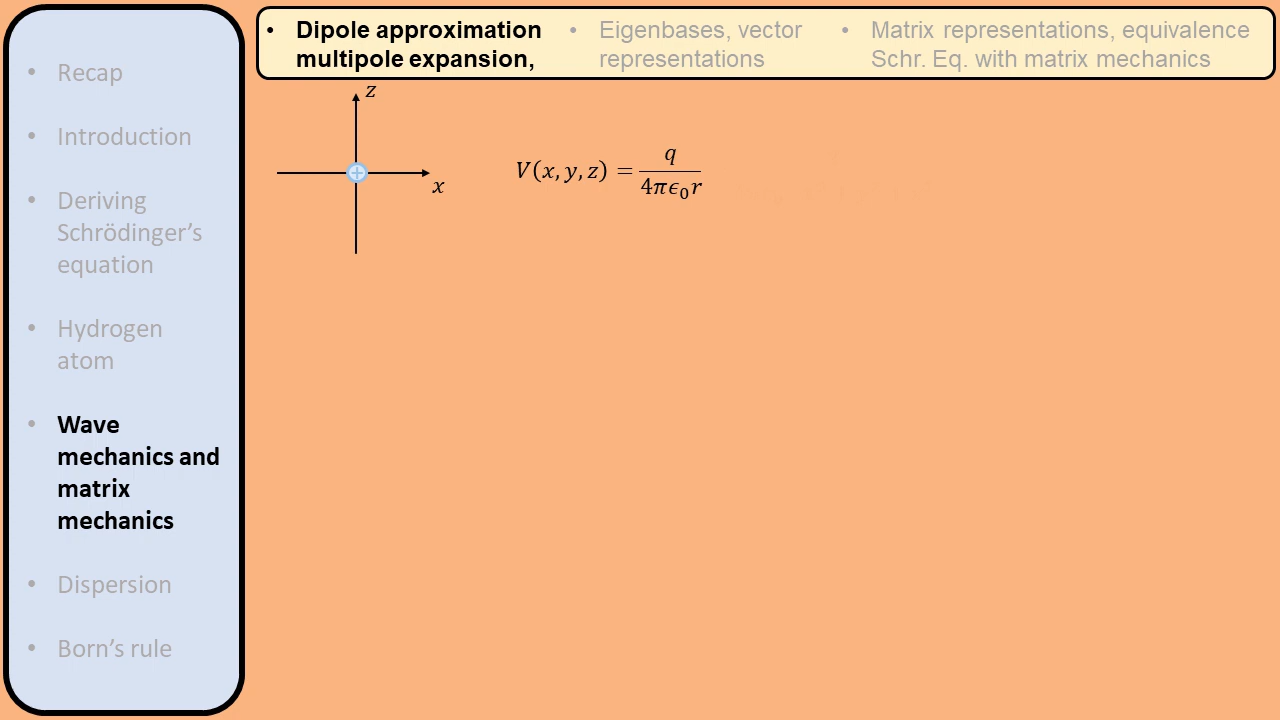 • Recap
• Introduction
• Deriving
Schrödinger's
equation
• Hydrogen
atom
• Wave
mechanics and
matrix
mechanics
• Dispersion
• Born's rule
• Dipole approximation
multipole expansion,
• Eigenbases, vector
representations
• Matrix representations, equivalence
Schr. Eq. with matrix mechanics
z
x
+
V(x, y, z) = q / 4πϵ₀r